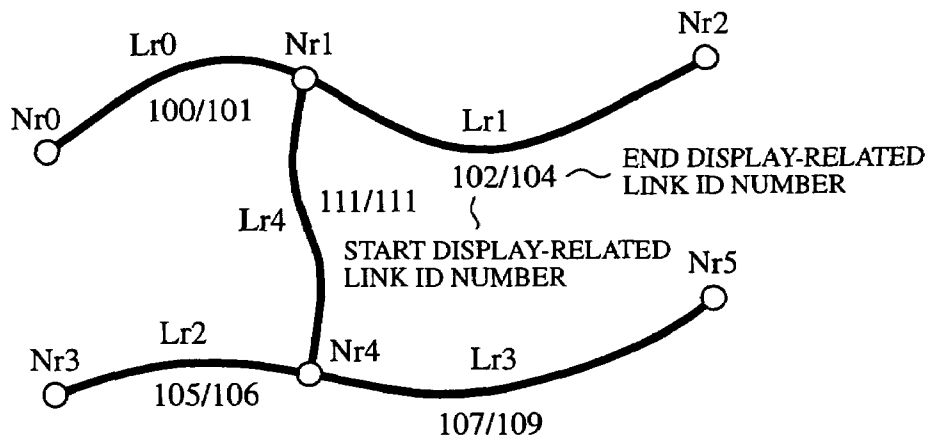 Lr0
Nr1
Nr2
100/101
Nr0
Lr1
102/104
END DISPLAY-RELATED
LINK ID NUMBER
111/111
Lr4
START DISPLAY-RELATED
LINK ID NUMBER
Nr5
Lr2
Nr3
Nr4
Lr3
105/106
107/109